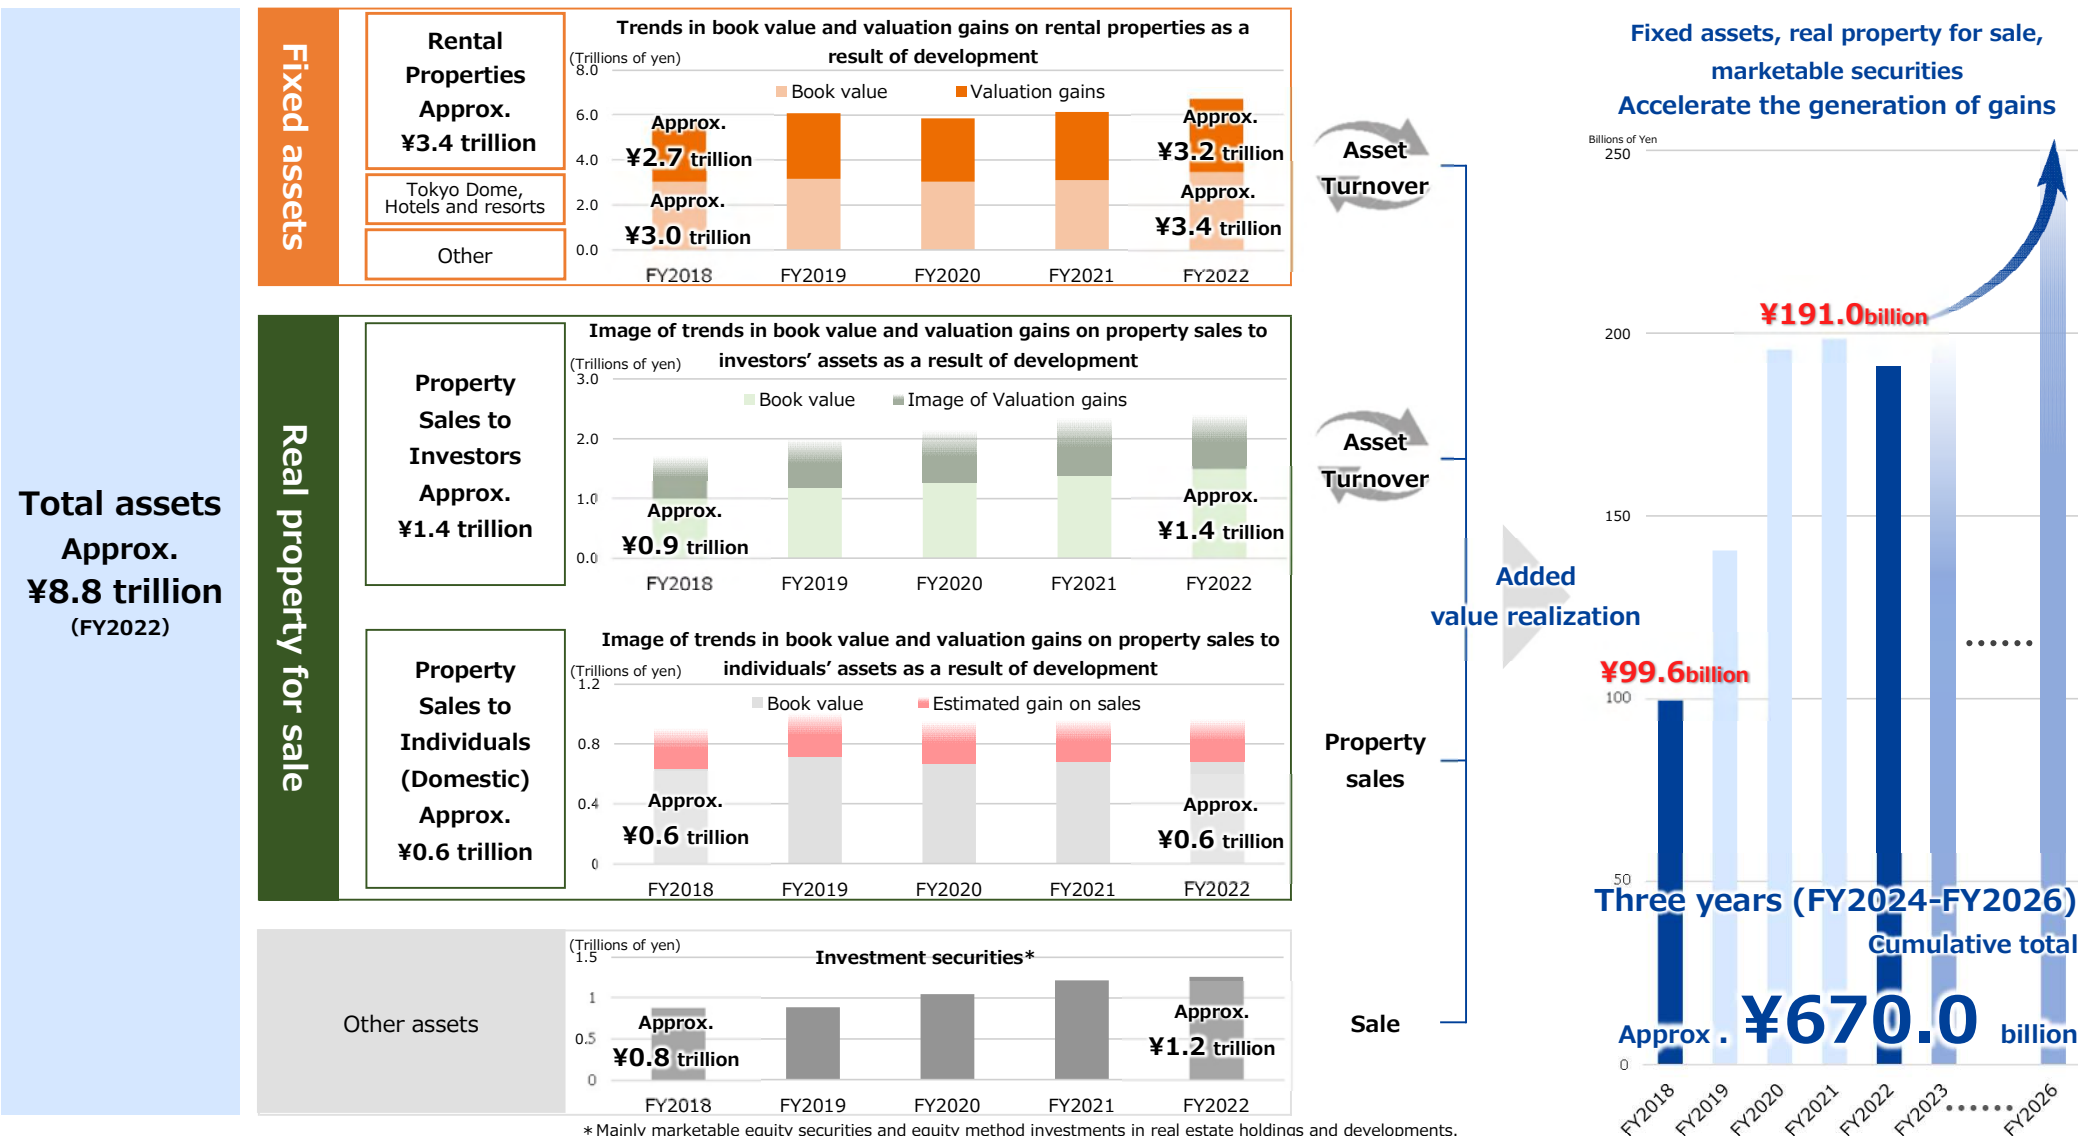 Total assets
Approx.
¥8.8 trillion
(FY2022)
Fixed assets
Rental
Properties
Approx.
¥3.4 trillion
Tokyo Dome,
Hotels and resorts
Other
Trends in book value and valuation gains on rental properties as a
result of development
(Trillions of yen)
8.0
6.0
4.0
2.0
0.0
Book value
Valuation gains
Approx.
¥2.7 trillion
Approx.
¥3.0 trillion
Approx.
¥3.2 trillion
Approx.
¥3.4 trillion
FY2018
FY2019
FY2020
FY2021
FY2022
Real property for sale
Property
Sales to
Investors
Approx.
¥1.4 trillion
Image of trends in book value and valuation gains on property sales to
investors’ assets as a result of development
(Trillions of yen)
3.0
2.0
1.0
0.0
Book value
Image of Valuation gains
Approx.
¥0.9 trillion
Approx.
¥1.4 trillion
FY2018
FY2019
FY2020
FY2021
FY2022
Property
Sales to
Individuals
(Domestic)
Approx.
¥0.6 trillion
Image of trends in book value and valuation gains on property sales to
individuals’ assets as a result of development
(Trillions of yen)
1.2
0.8
0.4
0
Book value
Estimated gain on sales
Approx.
¥0.6 trillion
Approx.
¥0.6 trillion
FY2018
FY2019
FY2020
FY2021
FY2022
Other assets
(Trillions of yen)
Investment securities*
1.5
1
0.5
0
Approx.
¥0.8 trillion
Approx.
¥1.2 trillion
FY2018
FY2019
FY2020
FY2021
FY2022
*Mainly marketable equity securities and equity method investments in real estate holdings and developments.
Asset
Turnover
Asset
Turnover
Property
sales
Sale
Added
value realization
Fixed assets, real property for sale,
marketable securities
Accelerate the generation of gains
Billions of Yen
250
200
150
100
50
0
¥191.0billion
¥99.6billion
......
Three years (FY2024-FY2026)
Cumulative total
Approx. ¥670.0 billion
FY2018
FY2019
FY2020
FY2021
FY2022
FY2023
......
FY2026